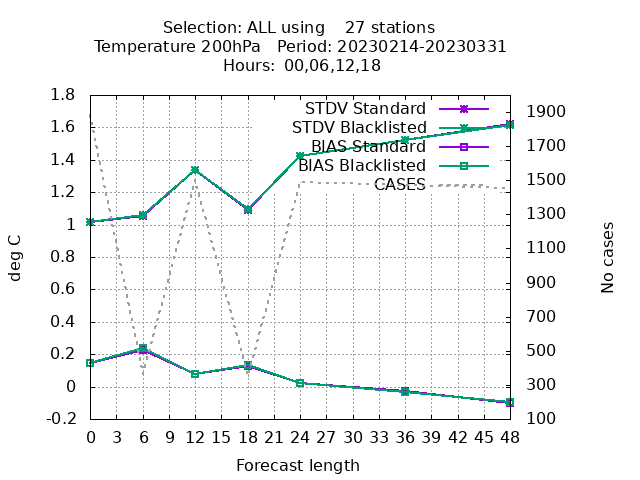 Selection: ALL using    27 stations
Temperature 200hPa   Period: 20230214-20230331
Hours: 00,06,12,18
STDV Standard
STDV Blacklisted
BIAS Standard
BIAS Blacklisted
CASES
deg C
1.8
1.6
1.4
1.2
1
0.8
0.6
0.4
0.2
0
-0.2
No cases
1900
1700
1500
1300
1100
900
700
500
300
100
0 3 6 9 12 15 18 21 24 27 30 33 36 39 42 45 48
Forecast length